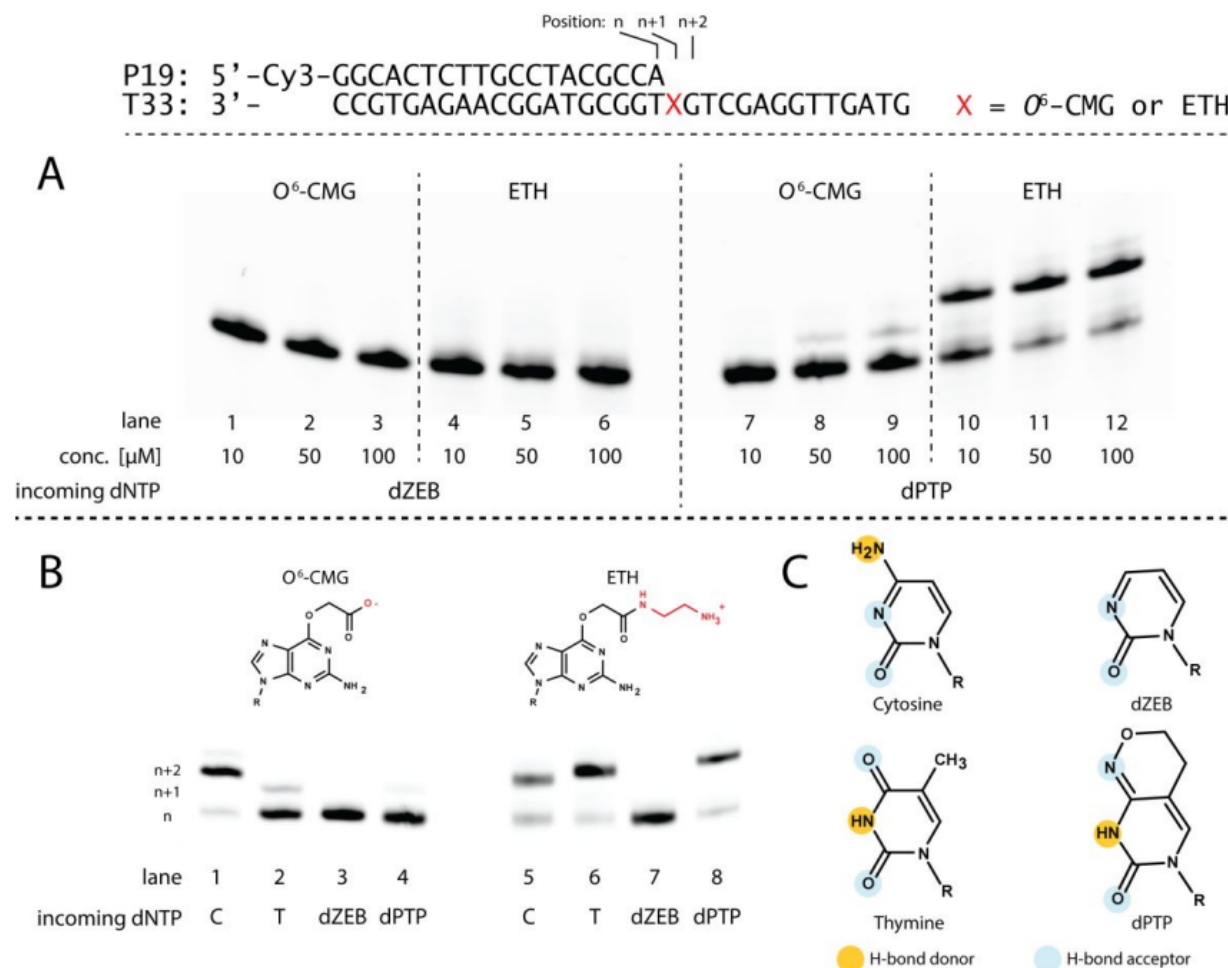 Position: n n+1 n+2
P19: 5’-Cy3-GGCACTCTTGCCTACGCCA
T33: 3’- CCGTGAGAACGGATGCGGTXGTCGAGGTTGATG X = O⁶-CMG or ETH
A
O⁶-CMG ETH O⁶-CMG ETH
lane 1 2 3 4 5 6 7 8 9 10 11 12
conc. [μM] 10 50 100 10 50 100 10 50 100 10 50 100
incoming dNTP dZEB dPTP
B
O⁶-CMG ETH
O O⁻ O N N N N NH₂ R
O H N O NH₃⁺ N N N N NH₂ R
n+2
n+1
n
lane 1 2 3 4 5 6 7 8
incoming dNTP C T dZEB dPTP C T dZEB dPTP
C
H₂N N O N R
Cytosine
N O N R
dZEB
O CH₃ HN O N R
Thymine
O N HN O N R
dPTP
H-bond donor H-bond acceptor